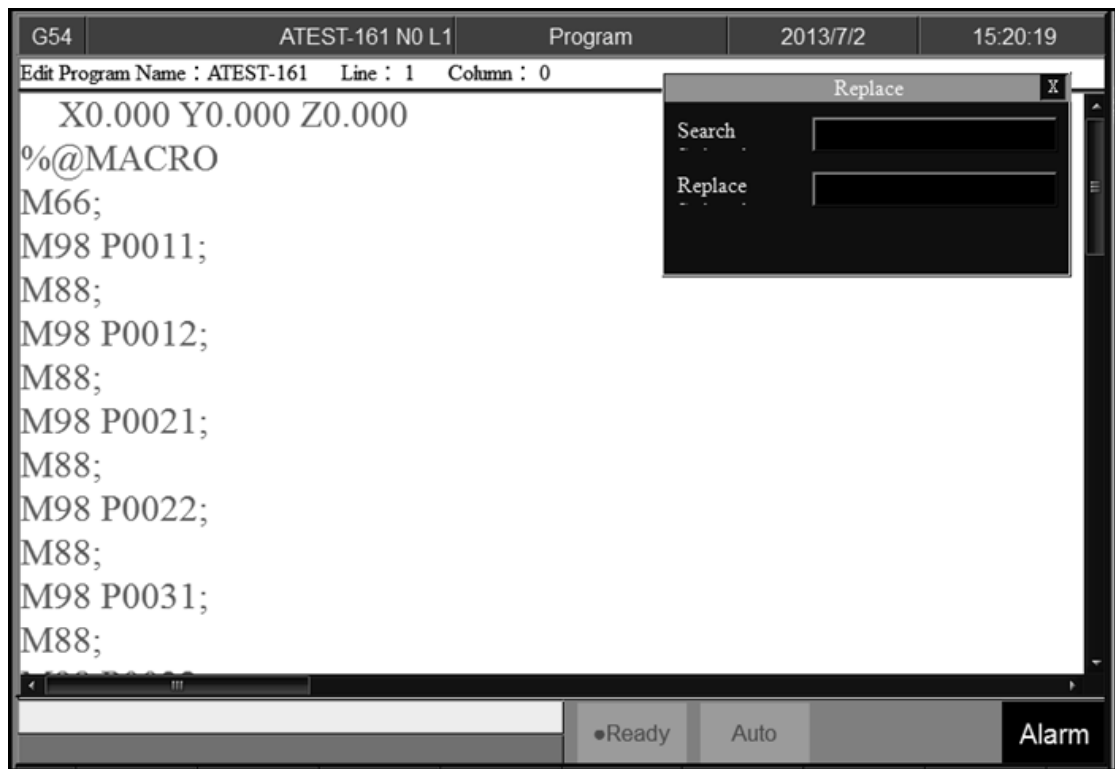 G54 ATEST-161 N0 L1 Program 2013/7/2 15:20:19
Edit Program Name：ATEST-161 Line：1 Column：0
Replace X
Search
Replace
X0.000 Y0.000 Z0.000
%@MACRO
M66;
M98 P0011;
M88;
M98 P0012;
M88;
M98 P0021;
M88;
M98 P0022;
M88;
M98 P0031;
M88;
●Ready Auto Alarm